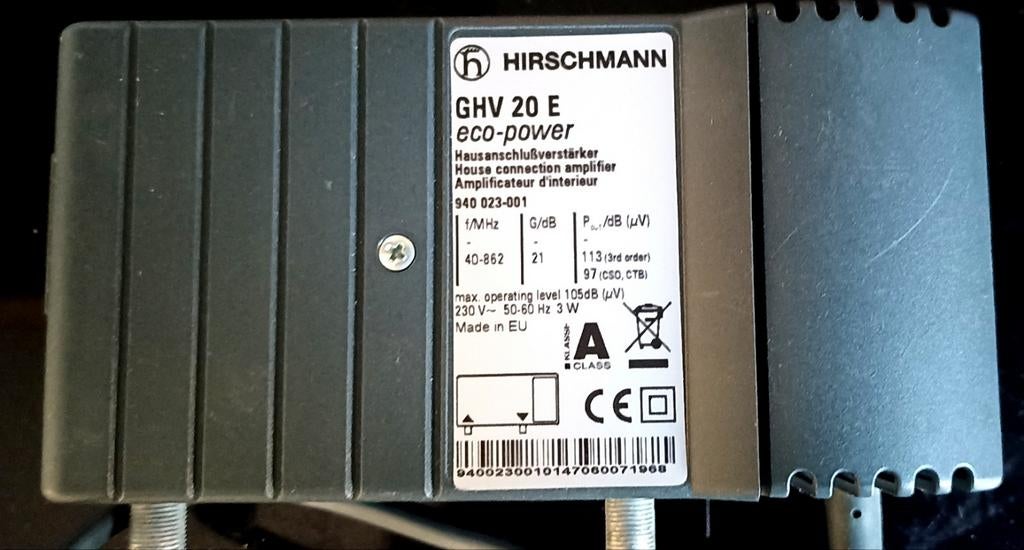 HIRSCHMANN
GHV 20 E
eco-power
Hausanschlußverstärker
House connection amplifier
Amplificateur d'interieur
940 023-001
f/MHz G/dB Pout/dB (µV)
- - -
40-862 21 113 (3rd order)
97 (CSO, CTB)
max. operating level 105dB (µV)
230 V~ 50-60 Hz 3 W
Made in EU
KLASSE A
CLASS
CE
9400230010147060071968